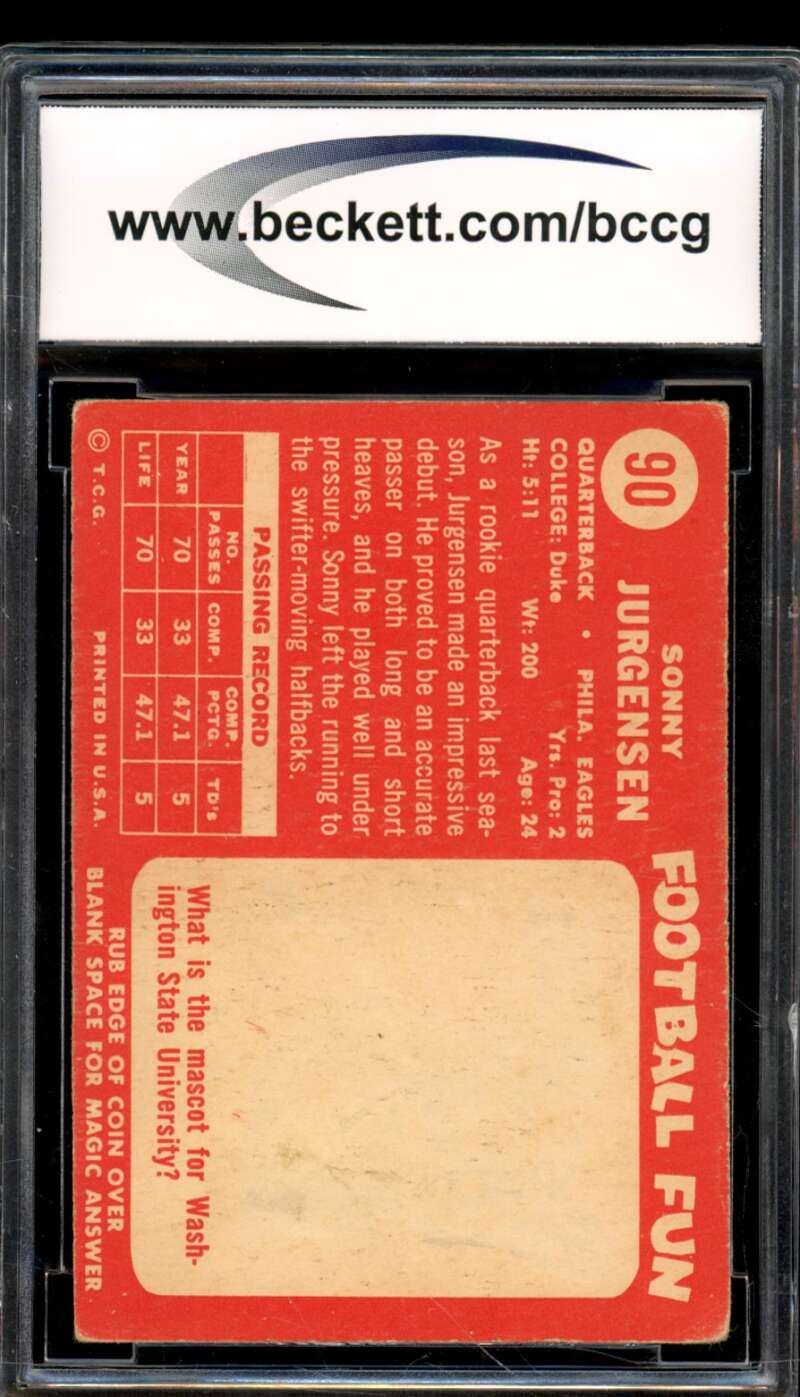 www.beckett.com/bccg
90
SONNY
JURGENSEN
QUARTERBACK • PHILA. EAGLES
COLLEGE: Duke Yrs. Pro: 2
Ht: 5:11 Wt: 200 Age: 24
As a rookie quarterback last sea-
son, Jurgensen made an impressive
debut. He proved to be an accurate
passer on both long and short
heaves, and he played well under
pressure. Sonny left the running to
the swifter-moving halfbacks.
PASSING RECORD
NO. PASSES COMP. COMP. PCTG. TD's
YEAR 70 33 47.1 5
LIFE 70 33 47.1 5
© T.C.G. PRINTED IN U.S.A.
FOOTBALL FUN
What is the mascot for Wash-
ington State University?
RUB EDGE OF COIN OVER
BLANK SPACE FOR MAGIC ANSWER